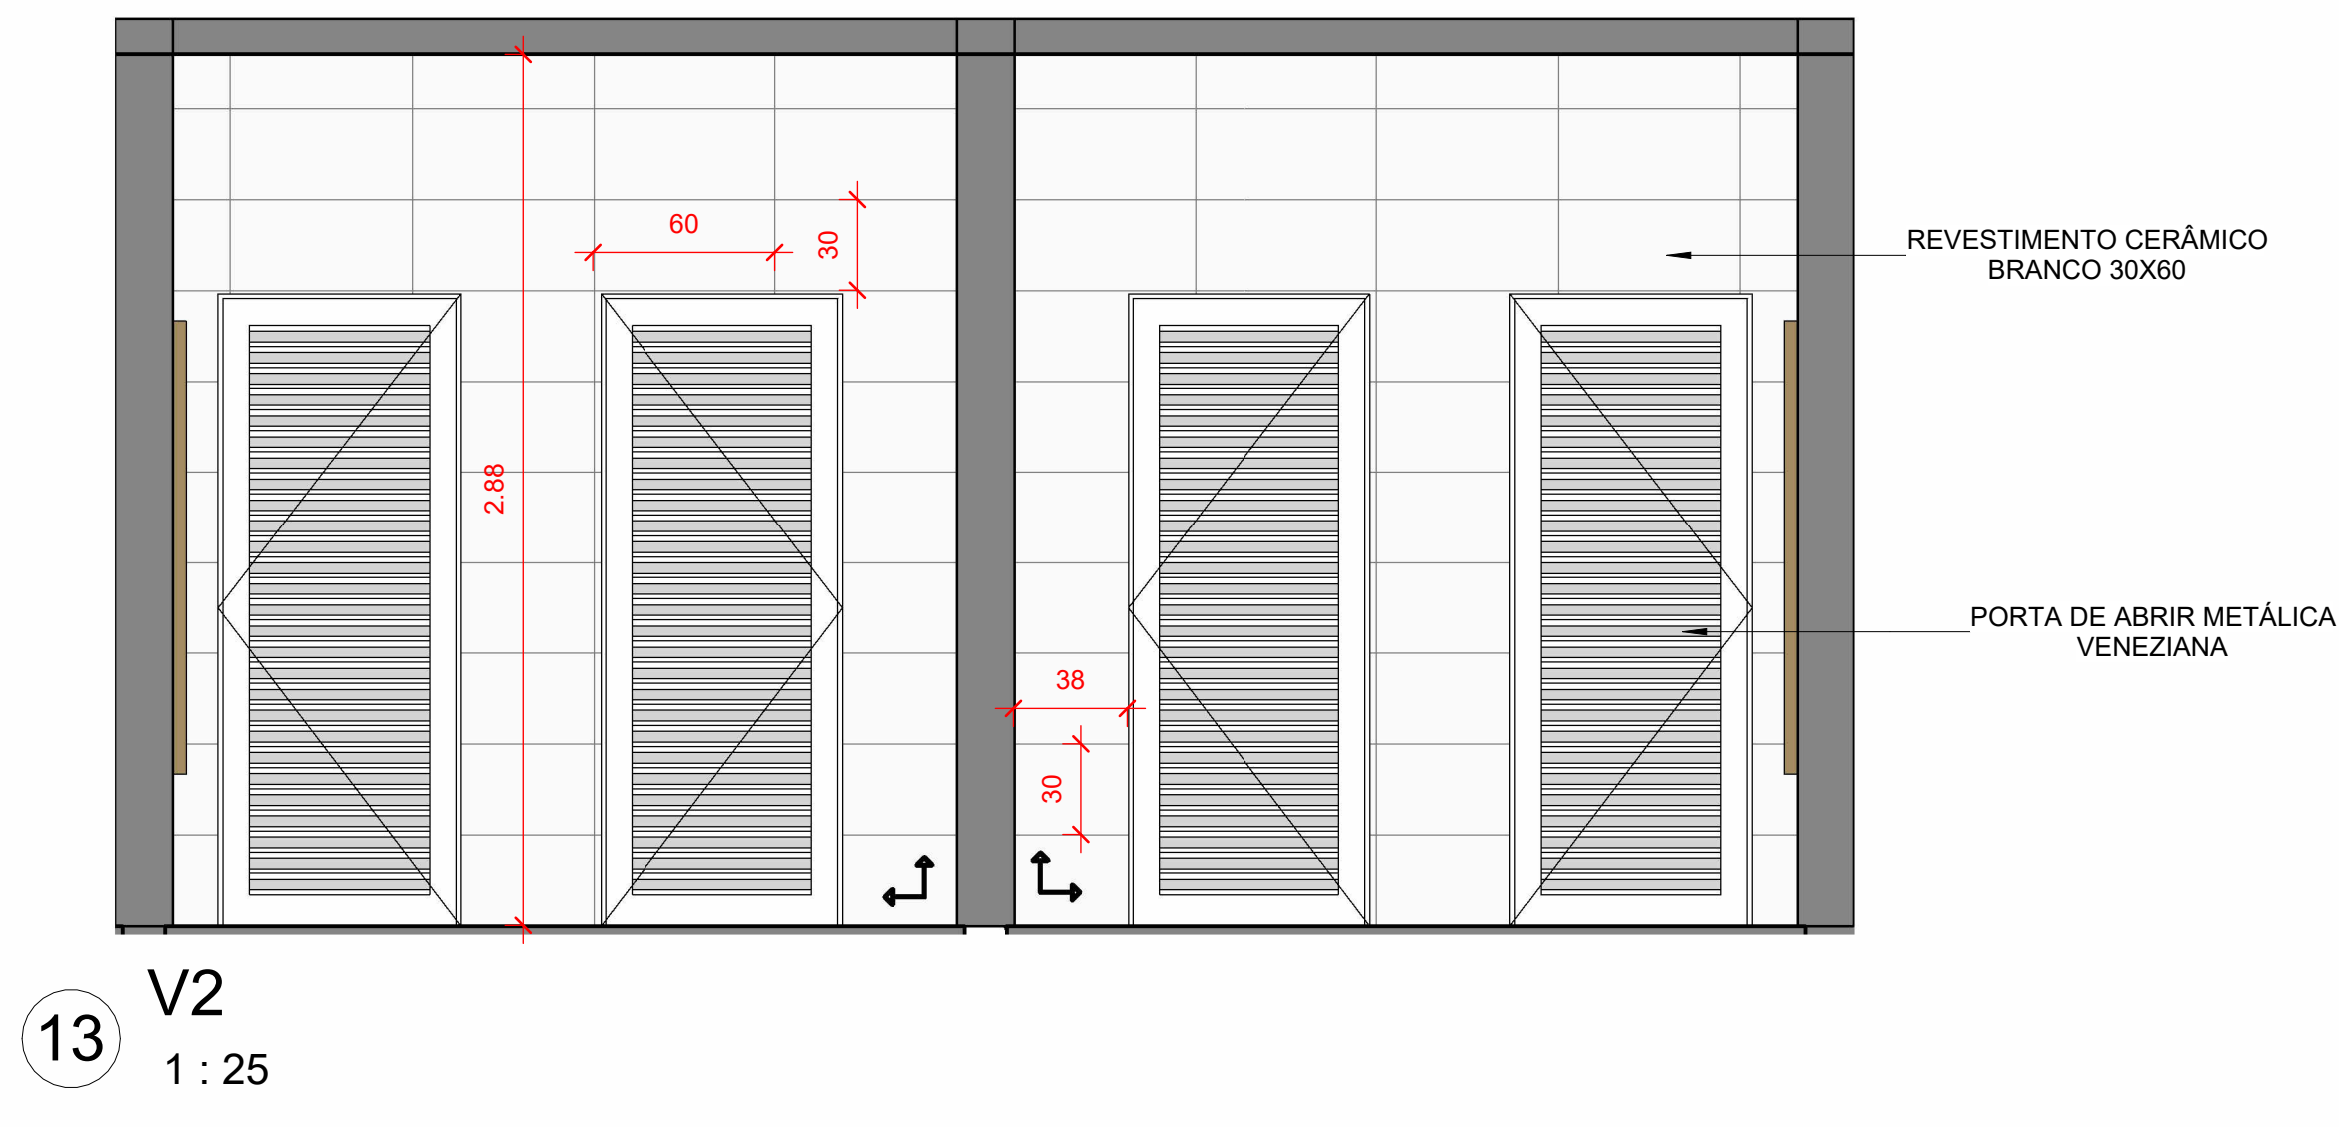 60
30
REVESTIMENTO CERÂMICO
BRANCO 30X60
2.88
PORTA DE ABRIR METÁLICA
VENEZIANA
38
30
V2
13
1 : 25